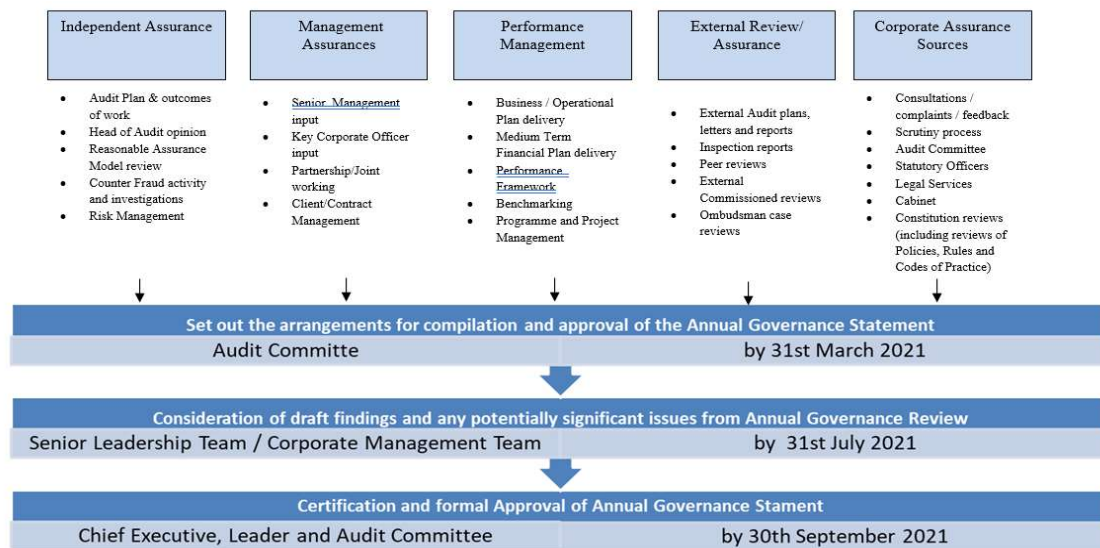 Independent Assurance
Management
Assurances
Performance
Management
External Review/
Assurance
Corporate Assurance
Sources
• Audit Plan & outcomes
of work
• Head of Audit opinion
• Reasonable Assurance
Model review
• Counter Fraud activity
and investigations
• Risk Management
• Senior Management
input
• Key Corporate Officer
input
• Partnership/Joint
working
• Client/Contract
Management
• Business / Operational
Plan delivery
• Medium Term
Financial Plan delivery
• Performance
Framework
• Benchmarking
• Programme and Project
Management
• External Audit plans,
letters and reports
• Inspection reports
• Peer reviews
• External
Commissioned reviews
• Ombudsman case
reviews
• Consultations /
complaints / feedback
• Scrutiny process
• Audit Committee
• Statutory Officers
• Legal Services
• Cabinet
• Constitution reviews
(including reviews of
Policies, Rules and
Codes of Practice)
Set out the arrangements for compilation and approval of the Annual Governance Statement
Audit Committe
by 31st March 2021
Consideration of draft findings and any potentially significant issues from Annual Governance Review
Senior Leadership Team / Corporate Management Team
by 31st July 2021
Certification and formal Approval of Annual Governance Stament
Chief Executive, Leader and Audit Committee
by 30th September 2021